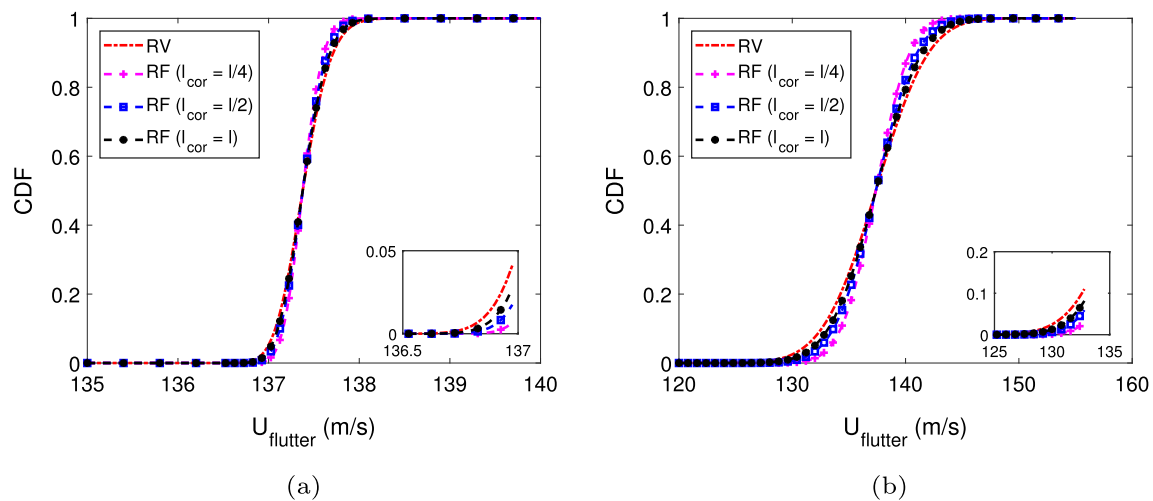 1
0.8
0.6
0.4
0.2
0
CDF
RV
RF (l_cor = l/4)
RF (l_cor = l/2)
RF (l_cor = l)
0.05
0
136.5 137
135 136 137 138 139 140
U_flutter (m/s)
(a)
1
0.8
0.6
0.4
0.2
0
CDF
RV
RF (l_cor = l/4)
RF (l_cor = l/2)
RF (l_cor = l)
0.2
0.1
0
125 130 135
120 130 140 150 160
U_flutter (m/s)
(b)